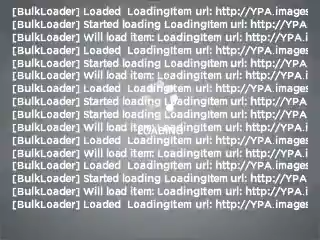 [BulkLoader] Loaded LoadingItem url: http://YPA.images
[BulkLoader] Started loading LoadingItem url: http://YPA
[BulkLoader] Will load item: LoadingItem url: http://YPA.i
[BulkLoader] Loaded LoadingItem url: http://YPA.images
[BulkLoader] Started loading LoadingItem url: http://YPA
[BulkLoader] Will load item: LoadingItem url: http://YPA.i
[BulkLoader] Loaded LoadingItem url: http://YPA.images
[BulkLoader] Started loading LoadingItem url: http://YPA
[BulkLoader] Loaded LoadingItem url: http://YPA.images
[BulkLoader] Will load item: LoadingItem url: http://YPA.i
LOADING
[BulkLoader] Loaded LoadingItem url: http://YPA.images
[BulkLoader] Will load item: LoadingItem url: http://YPA.i
[BulkLoader] Loaded LoadingItem url: http://YPA.images
[BulkLoader] Started loading LoadingItem url: http://YPA
[BulkLoader] Will load item: LoadingItem url: http://YPA.i
[BulkLoader] Loaded LoadingItem url: http://YPA.images